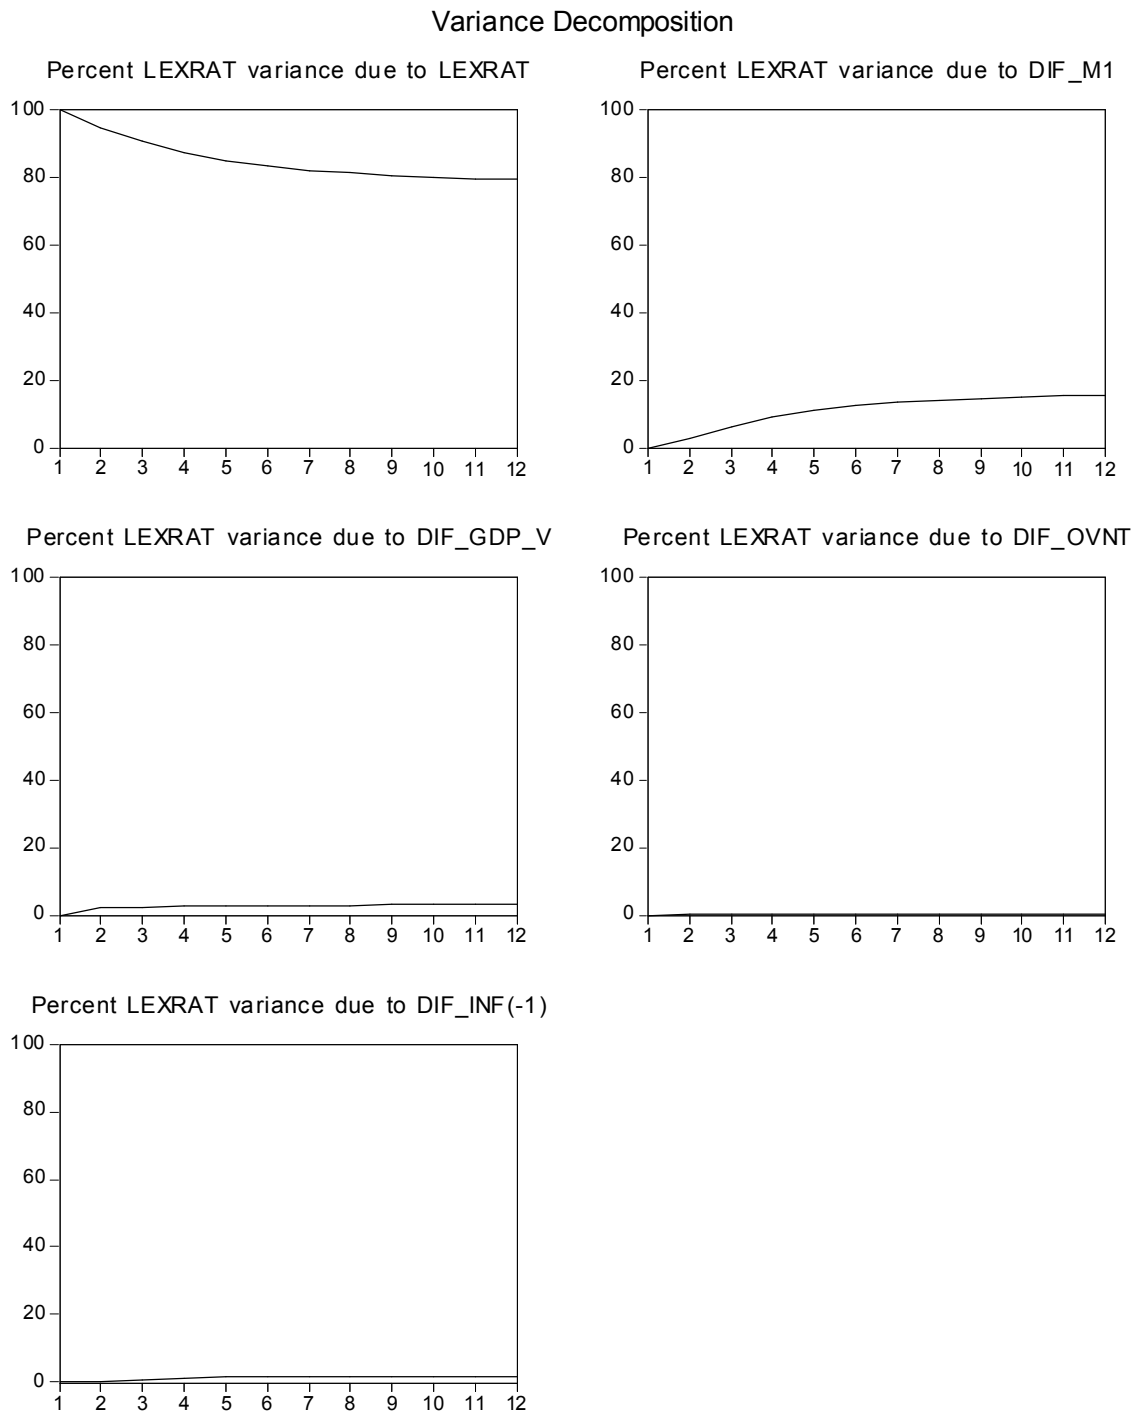 Variance Decomposition
Percent LEXRAT variance due to LEXRAT
100
80
60
40
20
0
1 2 3 4 5 6 7 8 9 10 11 12
Percent LEXRAT variance due to DIF_M1
100
80
60
40
20
0
1 2 3 4 5 6 7 8 9 10 11 12
Percent LEXRAT variance due to DIF_GDP_V
100
80
60
40
20
0
1 2 3 4 5 6 7 8 9 10 11 12
Percent LEXRAT variance due to DIF_OVNT
100
80
60
40
20
0
1 2 3 4 5 6 7 8 9 10 11 12
Percent LEXRAT variance due to DIF_INF(-1)
100
80
60
40
20
0
1 2 3 4 5 6 7 8 9 10 11 12